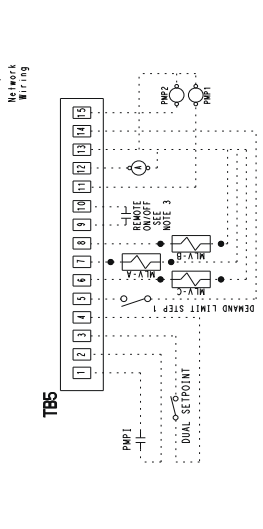 Network
Wiring
TB5
1 2 3 4 5 6 7 8 9 10 11 12 13 14 15
PMPI
DUAL SETPOINT
DEMAND LIMIT STEP 1
MLV-C
MLV-A
MLV-B
REMOTE
ON/OFF
SEE
NOTE 3
A
PMP2
PMP1